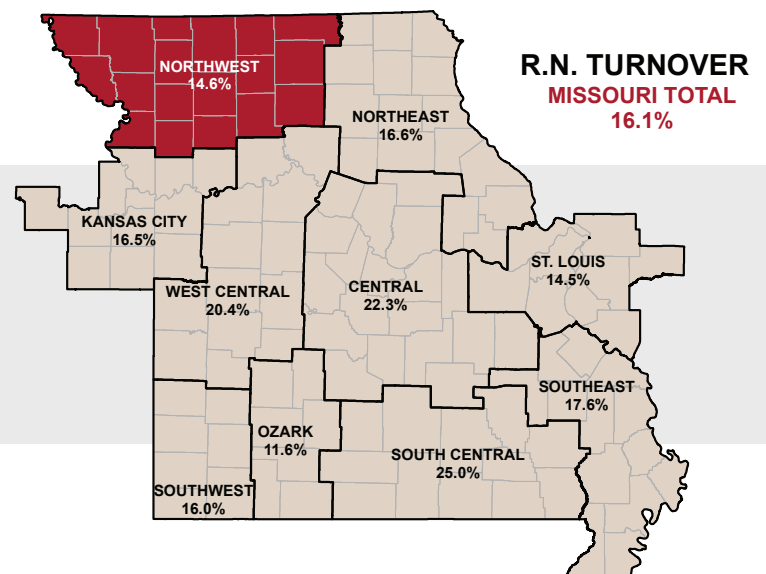 R.N. TURNOVER
MISSOURI TOTAL
16.1%
NORTHWEST
14.6%
NORTHEAST
16.6%
KANSAS CITY
16.5%
ST. LOUIS
14.5%
WEST CENTRAL
20.4%
CENTRAL
22.3%
SOUTHEAST
17.6%
OZARK
11.6%
SOUTH CENTRAL
25.0%
SOUTHWEST
16.0%